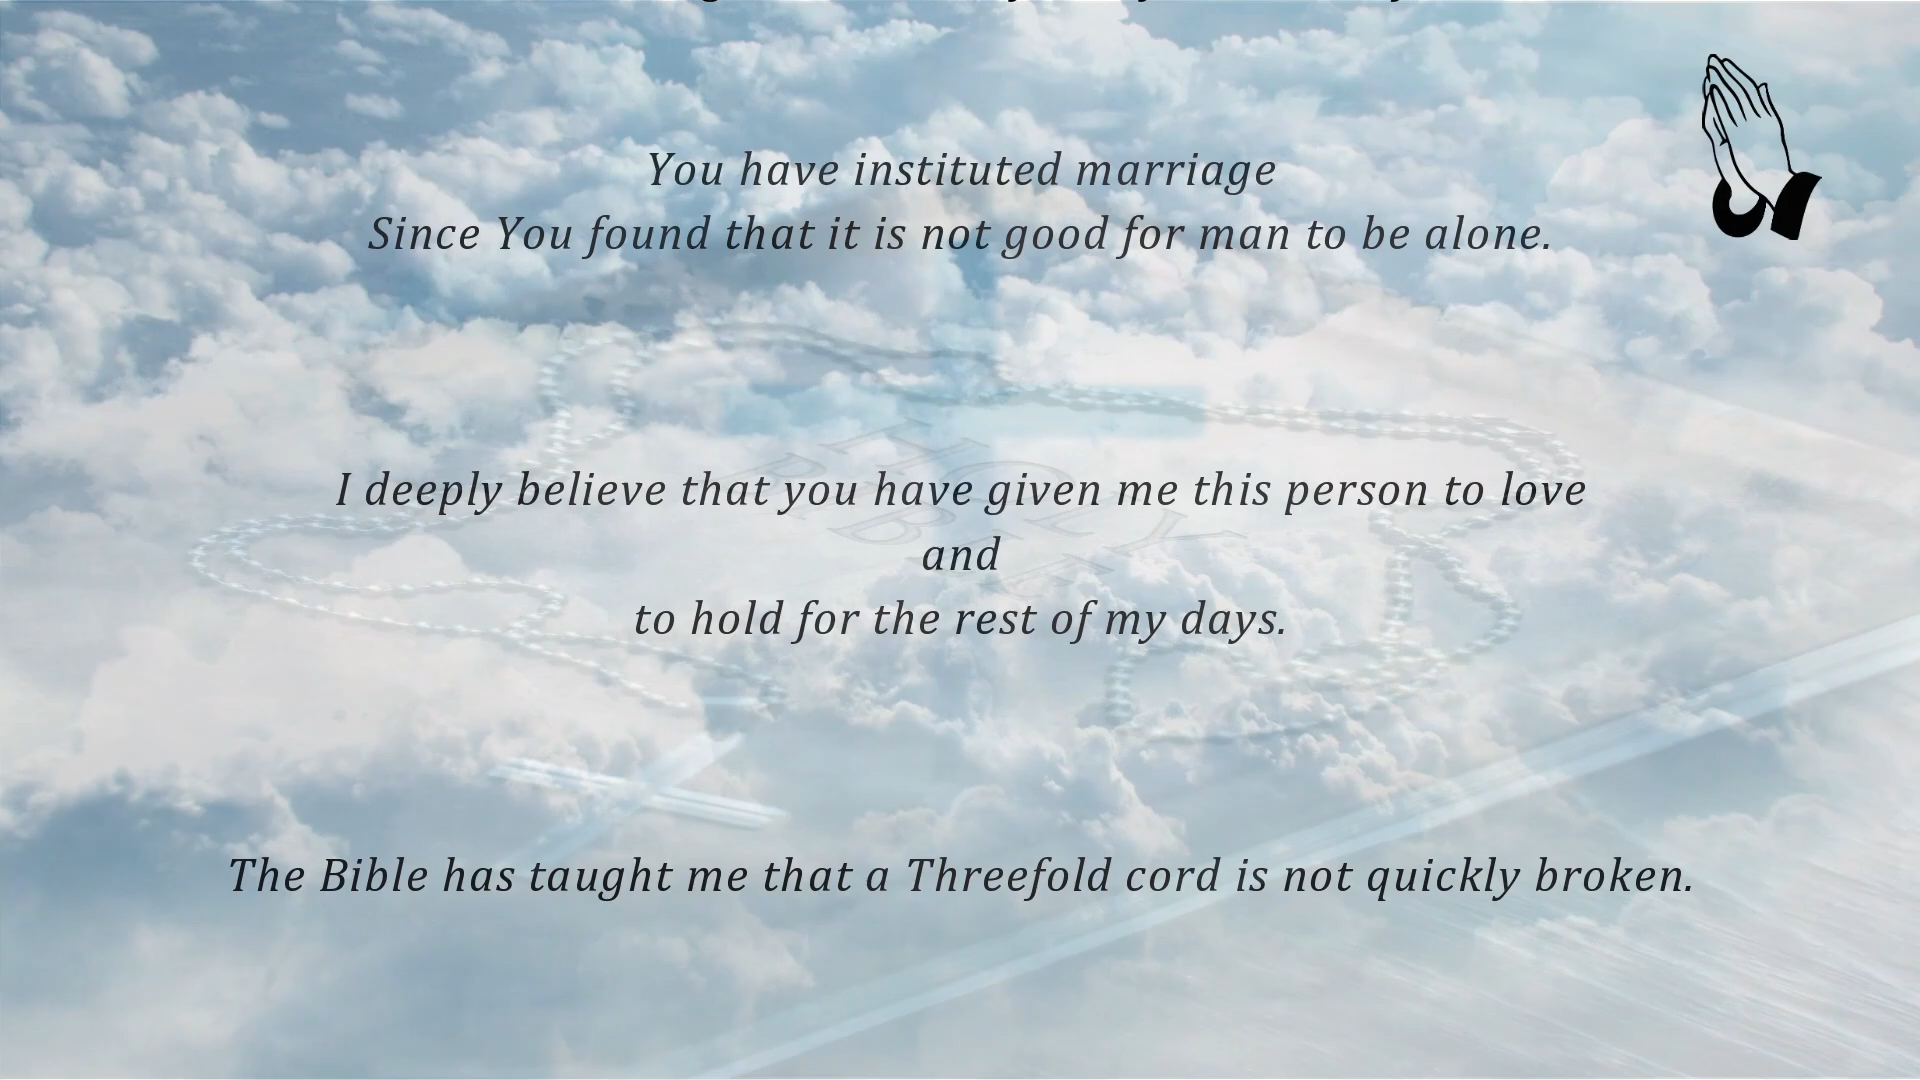 You have instituted marriage
Since You found that it is not good for man to be alone.
I deeply believe that you have given me this person to love
and
to hold for the rest of my days.
The Bible has taught me that a Threefold cord is not quickly broken.
HOLY